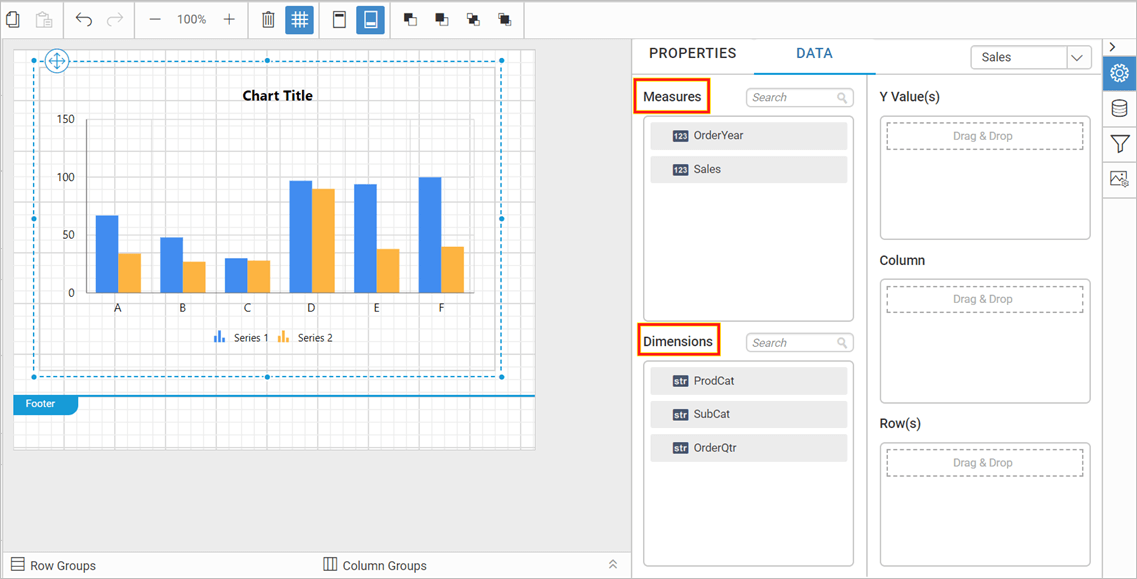 100%
PROPERTIES
DATA
Sales
Measures
Search
123 OrderYear
123 Sales
Dimensions
Search
str ProdCat
str SubCat
str OrderQtr
Y Value(s)
Drag & Drop
Column
Drag & Drop
Row(s)
Drag & Drop
Chart Title
150
100
50
0
A B C D E F
Series 1 Series 2
Footer
Row Groups
Column Groups